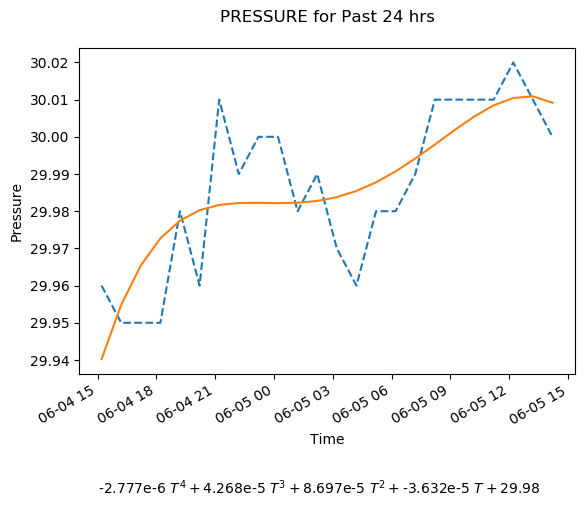 PRESSURE for Past 24 hrs
30.02
30.01
30.00
29.99
29.98
29.97
29.96
29.95
29.94
Pressure
06-04 15 06-04 18 06-04 21 06-05 00 06-05 03 06-05 06 06-05 09 06-05 12 06-05 15
Time
-2.777e-6 T⁴ + 4.268e-5 T³ + 8.697e-5 T² + -3.632e-5 T + 29.98